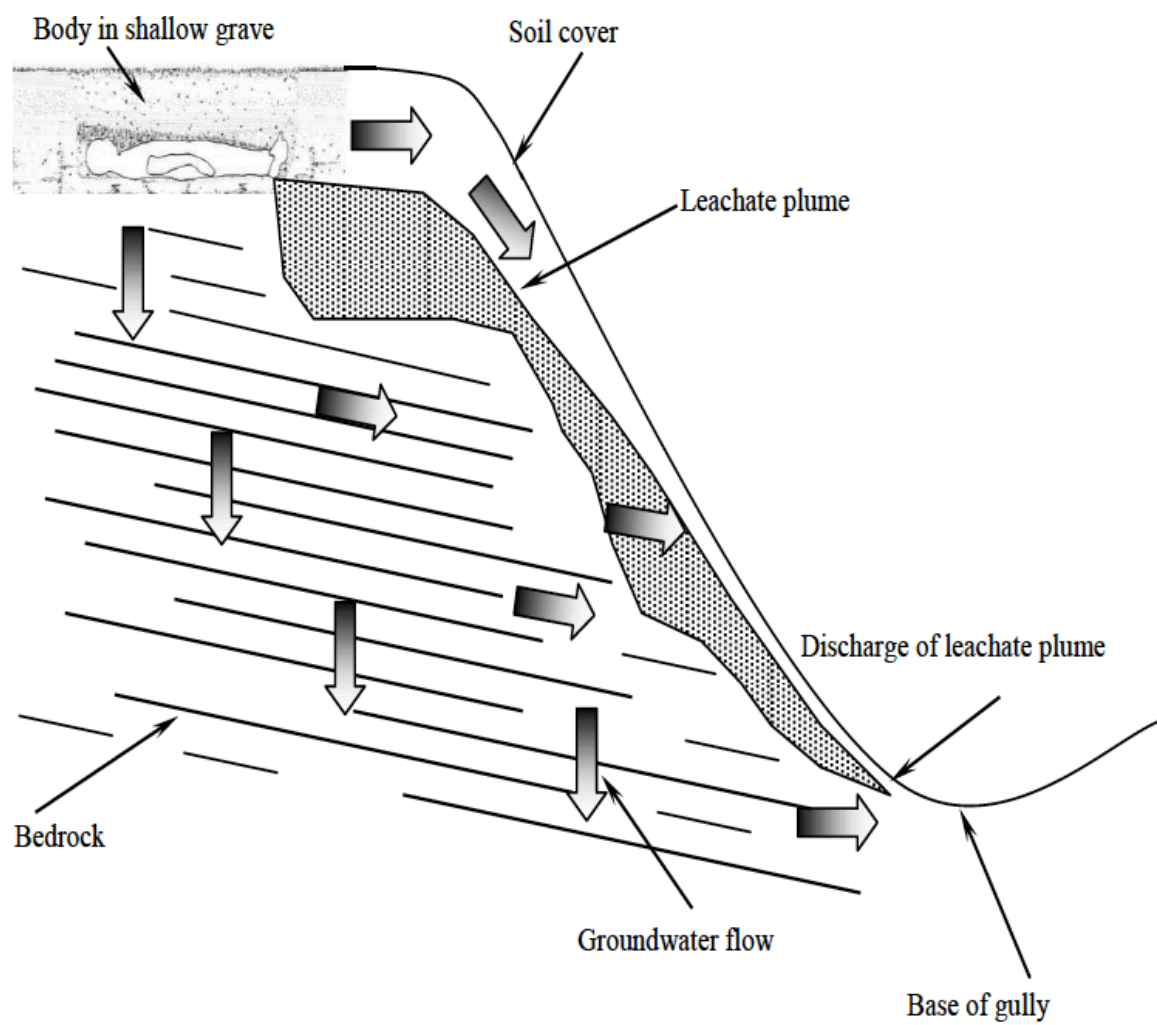 Body in shallow grave
Soil cover
Leachate plume
Discharge of leachate plume
Bedrock
Groundwater flow
Base of gully